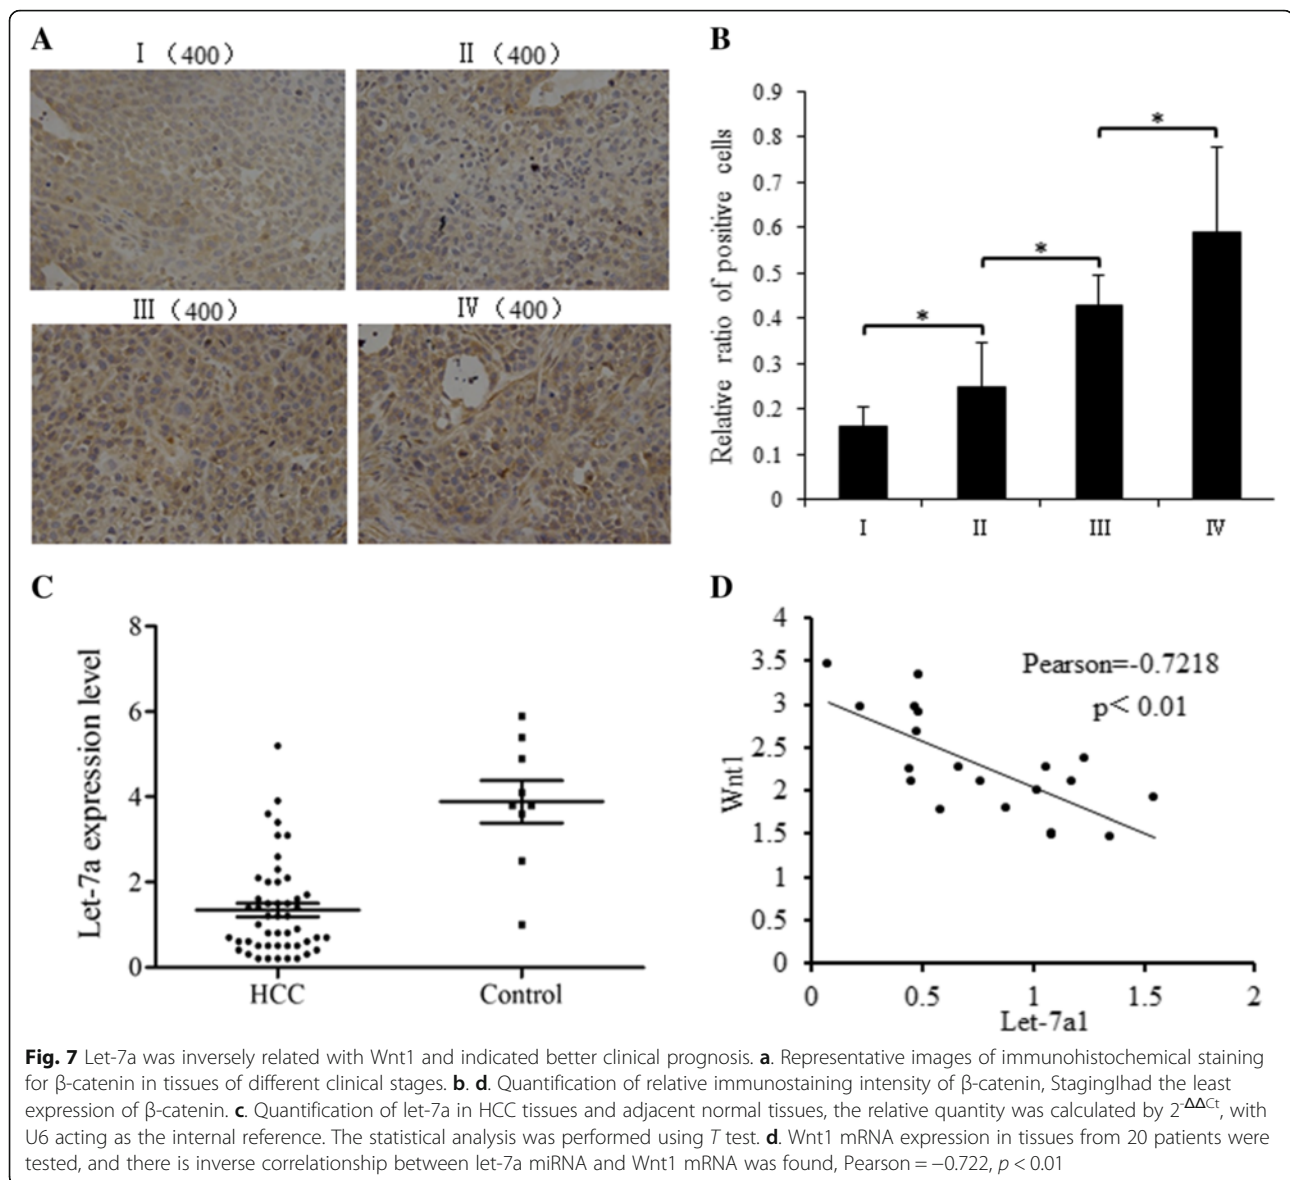 A
I (400)
II (400)
III (400)
IV (400)
B
Relative ratio of positive cells
0.9
0.8
0.7
0.6
0.5
0.4
0.3
0.2
0.1
0
*
*
*
I II III IV
C
Let-7a expression level
8
6
4
2
0
HCC Control
D
Wnt1
4
3.5
3
2.5
2
1.5
1
0.5
0
Pearson=-0.7218
p< 0.01
0 0.5 1 1.5 2
Let-7a1
Fig. 7 Let-7a was inversely related with Wnt1 and indicated better clinical prognosis. a. Representative images of immunohistochemical staining
for β-catenin in tissues of different clinical stages. b. d. Quantification of relative immunostaining intensity of β-catenin, StagingIhad the least
expression of β-catenin. c. Quantification of let-7a in HCC tissues and adjacent normal tissues, the relative quantity was calculated by 2-ΔΔCt, with
U6 acting as the internal reference. The statistical analysis was performed using T test. d. Wnt1 mRNA expression in tissues from 20 patients were
tested, and there is inverse correlationship between let-7a miRNA and Wnt1 mRNA was found, Pearson = −0.722, p < 0.01